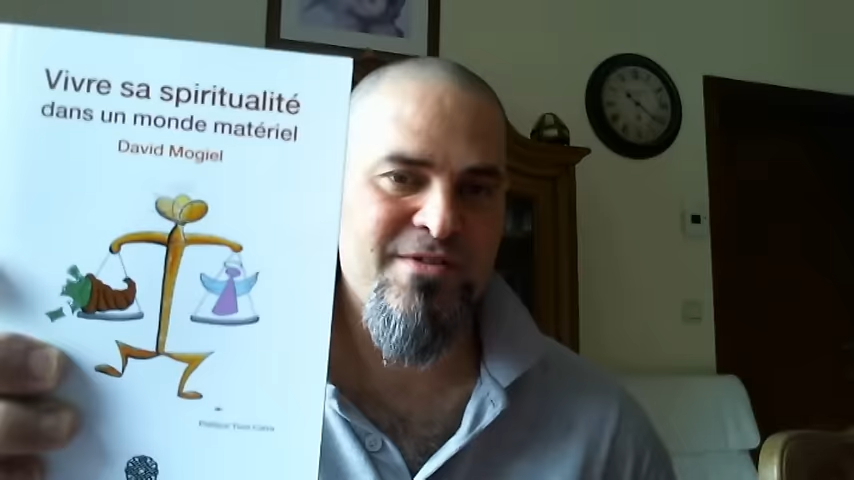 Vivre sa spiritualité
dans un monde matériel
David Mogiel